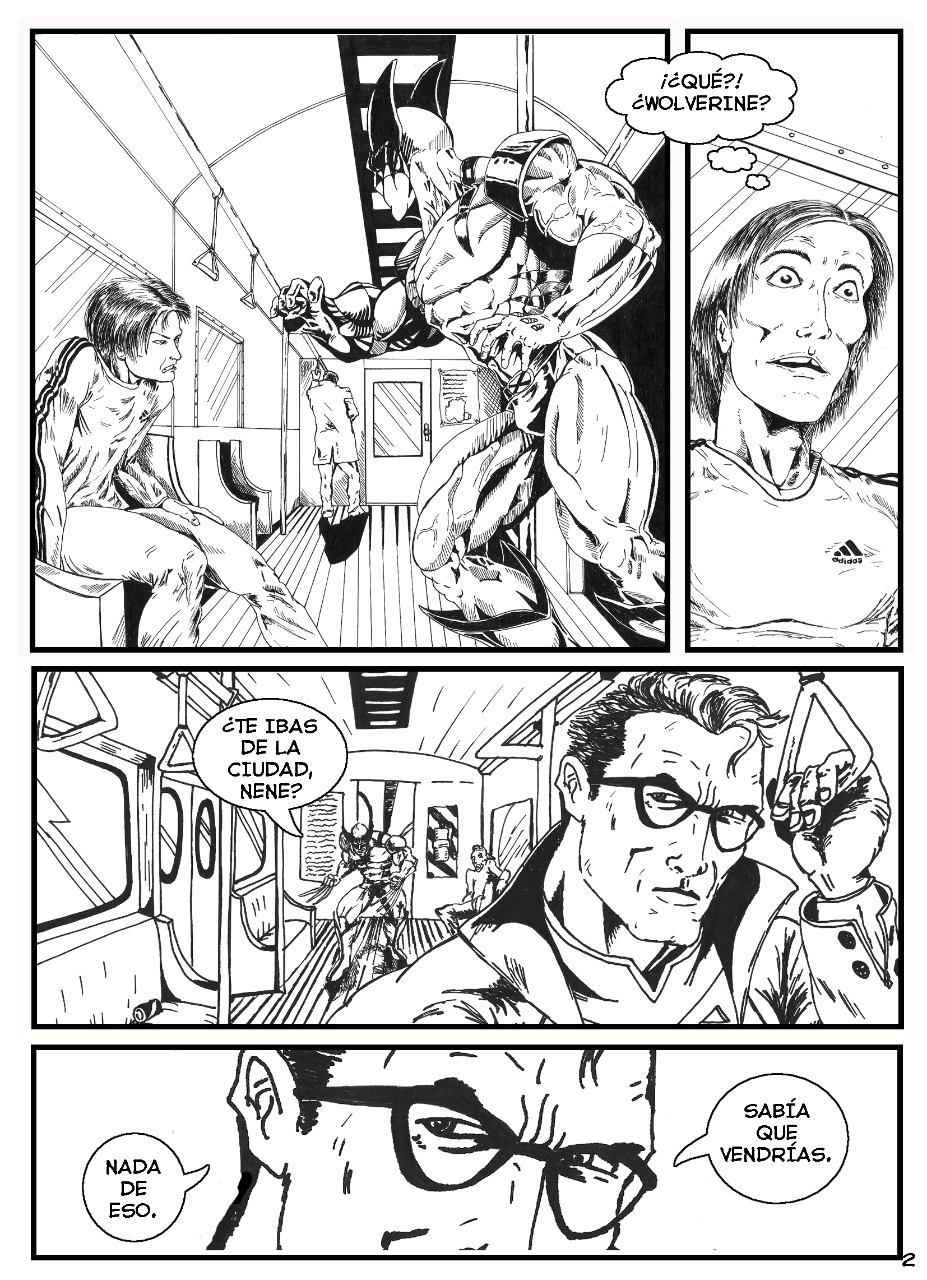 ¡¿QUÉ?!
¿WOLVERINE?
adidas
¿TE IBAS
DE LA
CIUDAD,
NENE?
NADA
DE
ESO.
SABÍA
QUE
VENDRÍAS.
2